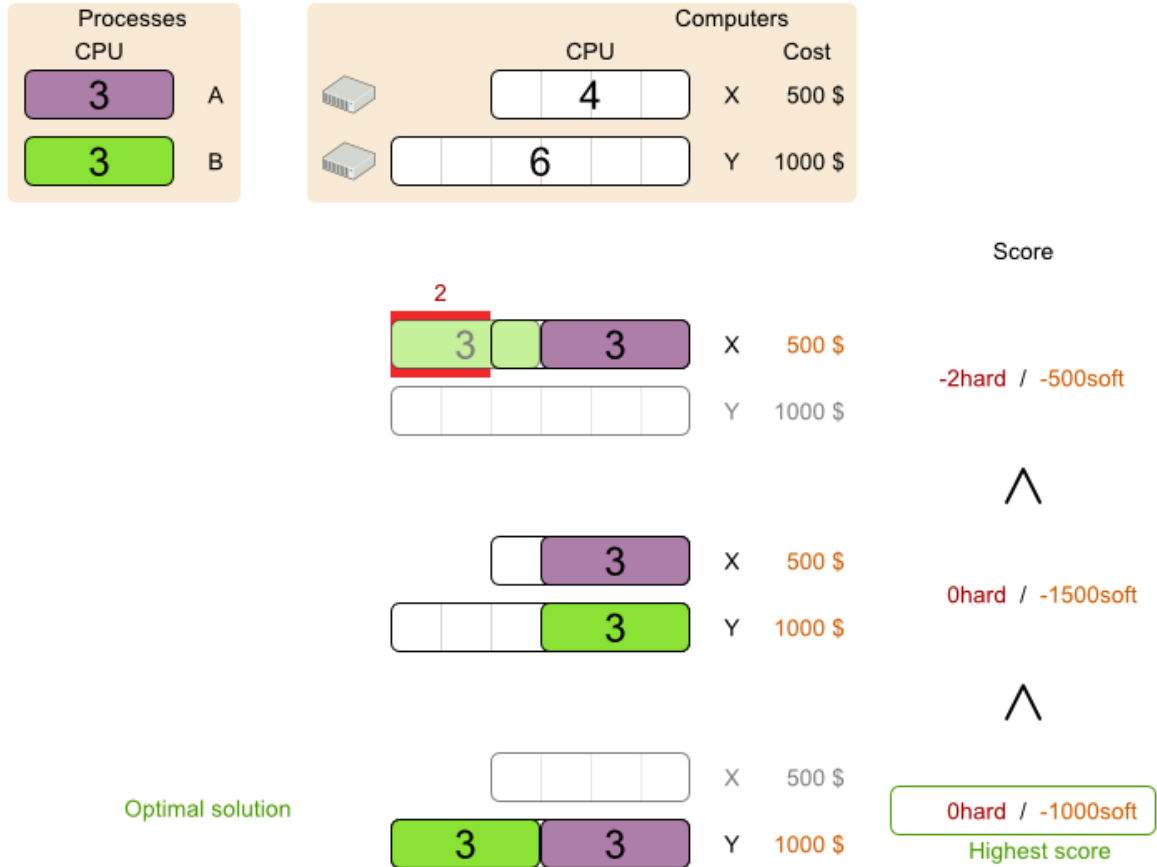 Processes
Computers
CPU
CPU Cost
3 A
4 X 500 $
3 B
6 Y 1000 $
Score
2
3 3 X 500 $
-2hard / -500soft
Y 1000 $
3 X 500 $
0hard / -1500soft
3 Y 1000 $
X 500 $
Optimal solution
0hard / -1000soft
3 3 Y 1000 $
Highest score